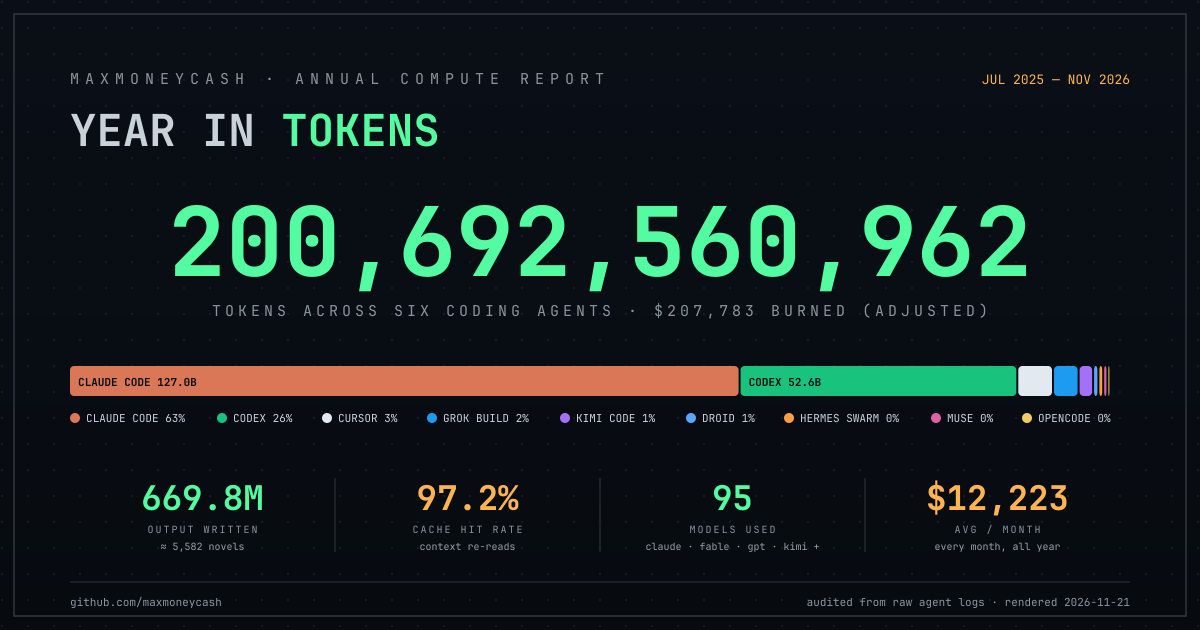 MAXMONEYCASH · ANNUAL COMPUTE REPORT
JUL 2025 — NOV 2026
YEAR IN TOKENS
200,692,560,962
TOKENS ACROSS SIX CODING AGENTS · $207,783 BURNED (ADJUSTED)
CLAUDE CODE 127.0B
CODEX 52.6B
CLAUDE CODE 63%
CODEX 26%
CURSOR 3%
GROK BUILD 2%
KIMI CODE 1%
DROID 1%
HERMES SWARM 0%
MUSE 0%
OPENCODE 0%
669.8M
OUTPUT WRITTEN
≈ 5,582 novels
97.2%
CACHE HIT RATE
context re-reads
95
MODELS USED
claude · fable · gpt · kimi +
$12,223
AVG / MONTH
every month, all year
github.com/maxmoneycash
audited from raw agent logs · rendered 2026-11-21